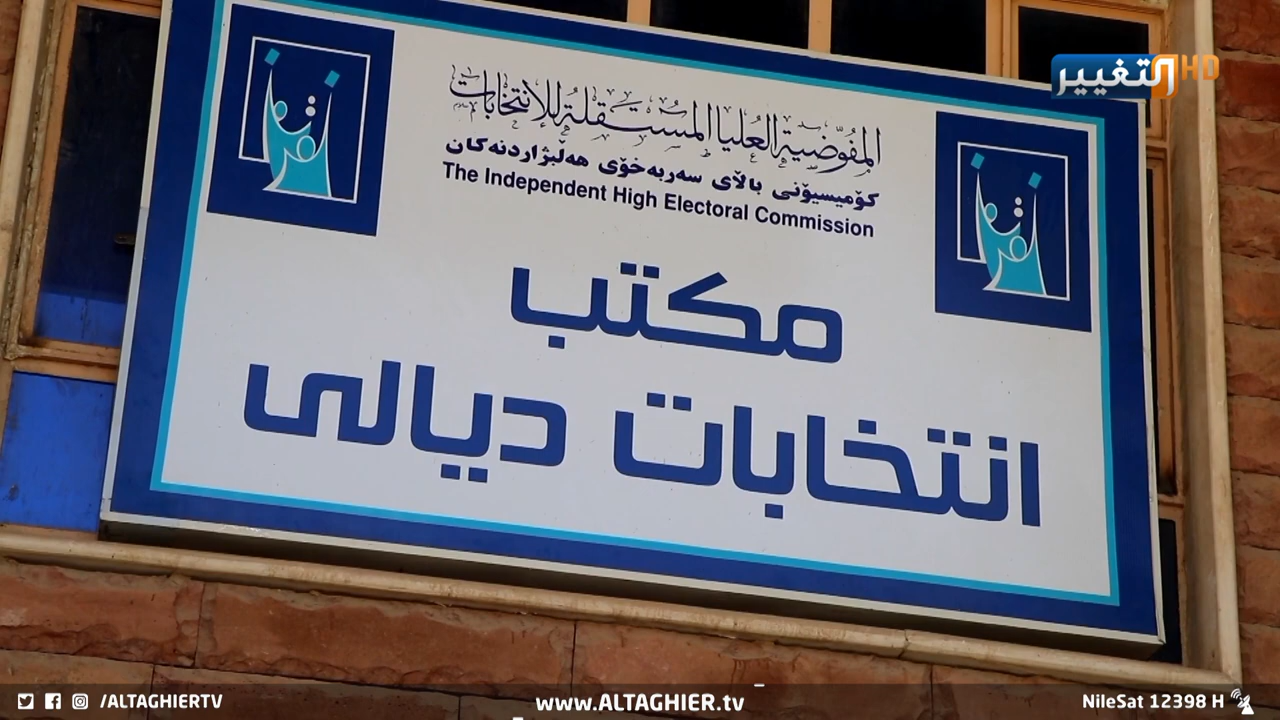 التغيير HD
المفوضية العليا المستقلة للانتخابات
كۆمیسیۆنی باڵای سەربەخۆی هەڵبژاردنەکان
The Independent High Electoral Commission
مكتب
انتخابات ديالى
/ALTAGHIERTV
www.ALTAGHIER.tv
NileSat 12398 H